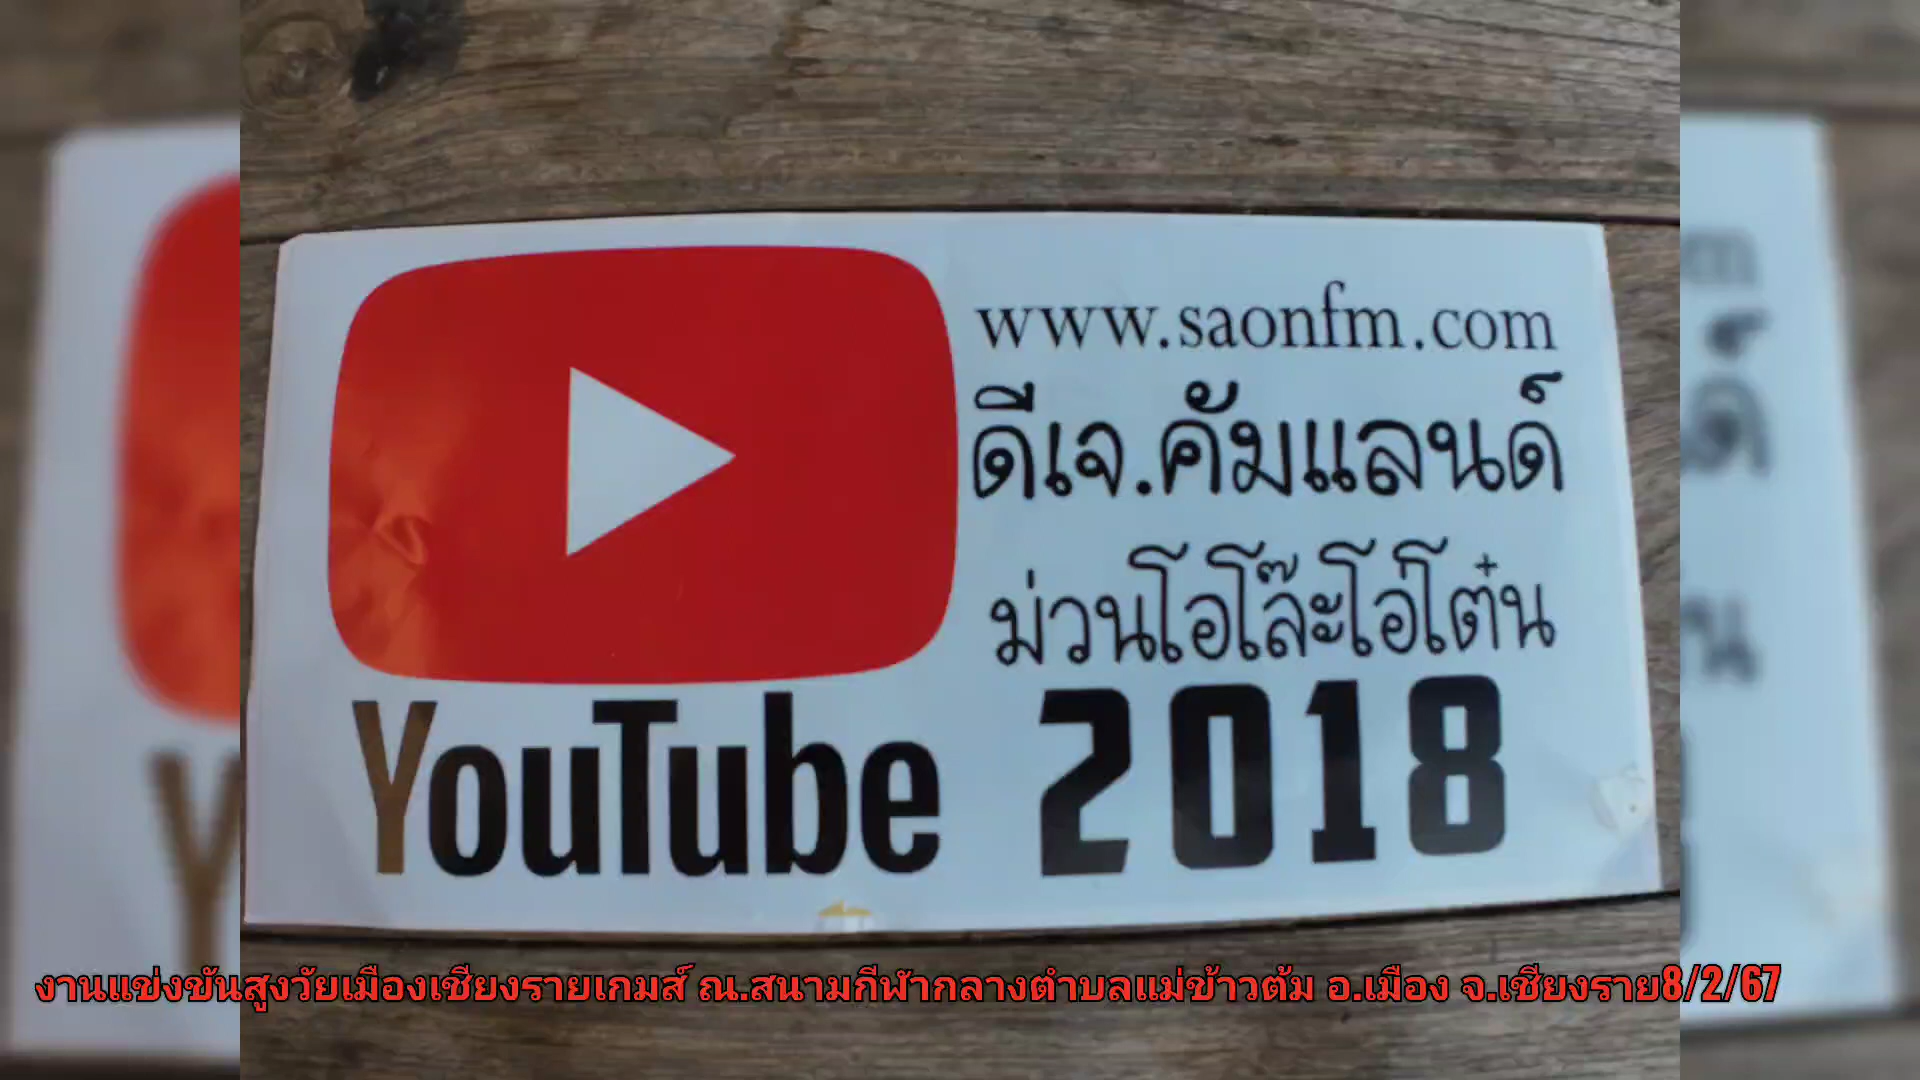 www.saonfm.com
ดีเจ.คัมแลนด์
ม่วนโอโล๊ะโอ้โต๋น
YouTube 2018
งานแข่งขันสูงวัยเมืองเชียงรายเกมส์ ณ.สนามกีฬากลางตำบลแม่ข้าวต้ม อ.เมือง จ.เชียงราย8/2/67